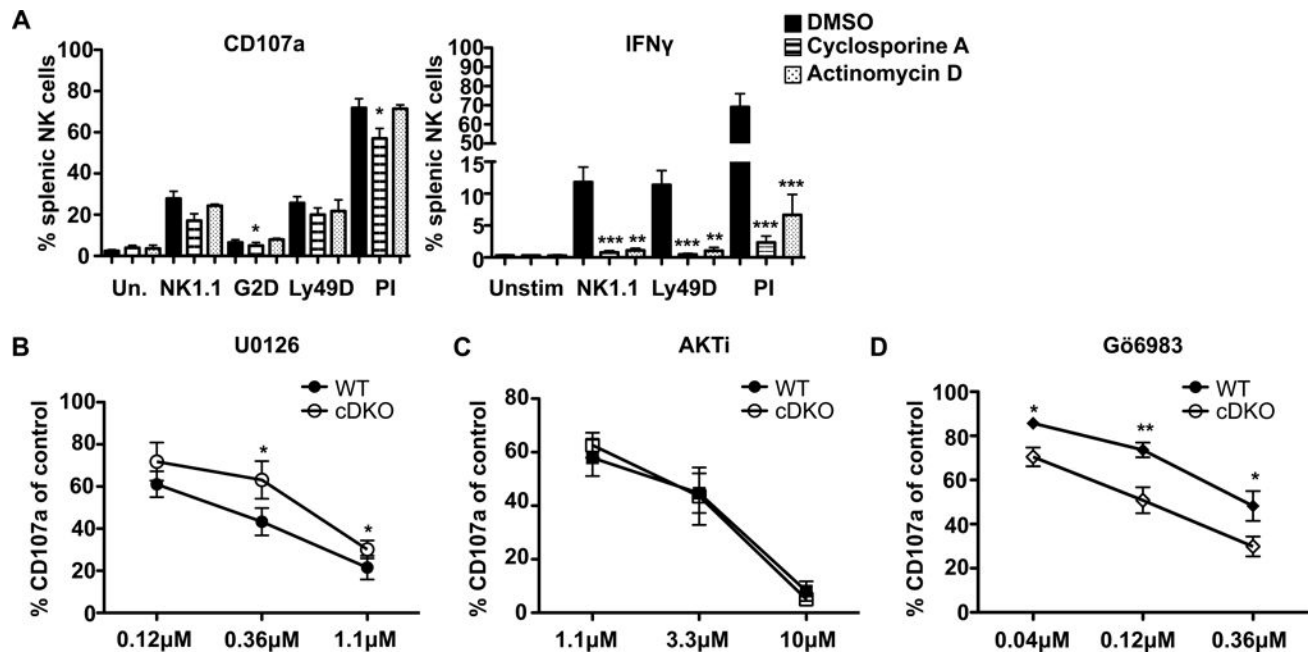 A
CD107a
IFNγ
DMSO
Cyclosporine A
Actinomycin D
% splenic NK cells
100
80
60
40
20
0
*
*
Un. NK1.1 G2D Ly49D PI
% splenic NK cells
100
90
80
70
60
50
15
10
5
0
*** ** *** ** *** ***
Unstim NK1.1 Ly49D PI
B
U0126
WT
cDKO
% CD107a of control
100
80
60
40
20
0
*
*
0.12µM 0.36µM 1.1µM
C
AKTi
WT
cDKO
% CD107a of control
80
60
40
20
0
1.1µM 3.3µM 10µM
D
Gö6983
WT
cDKO
% CD107a of control
100
80
60
40
20
0
* ** *
0.04µM 0.12µM 0.36µM